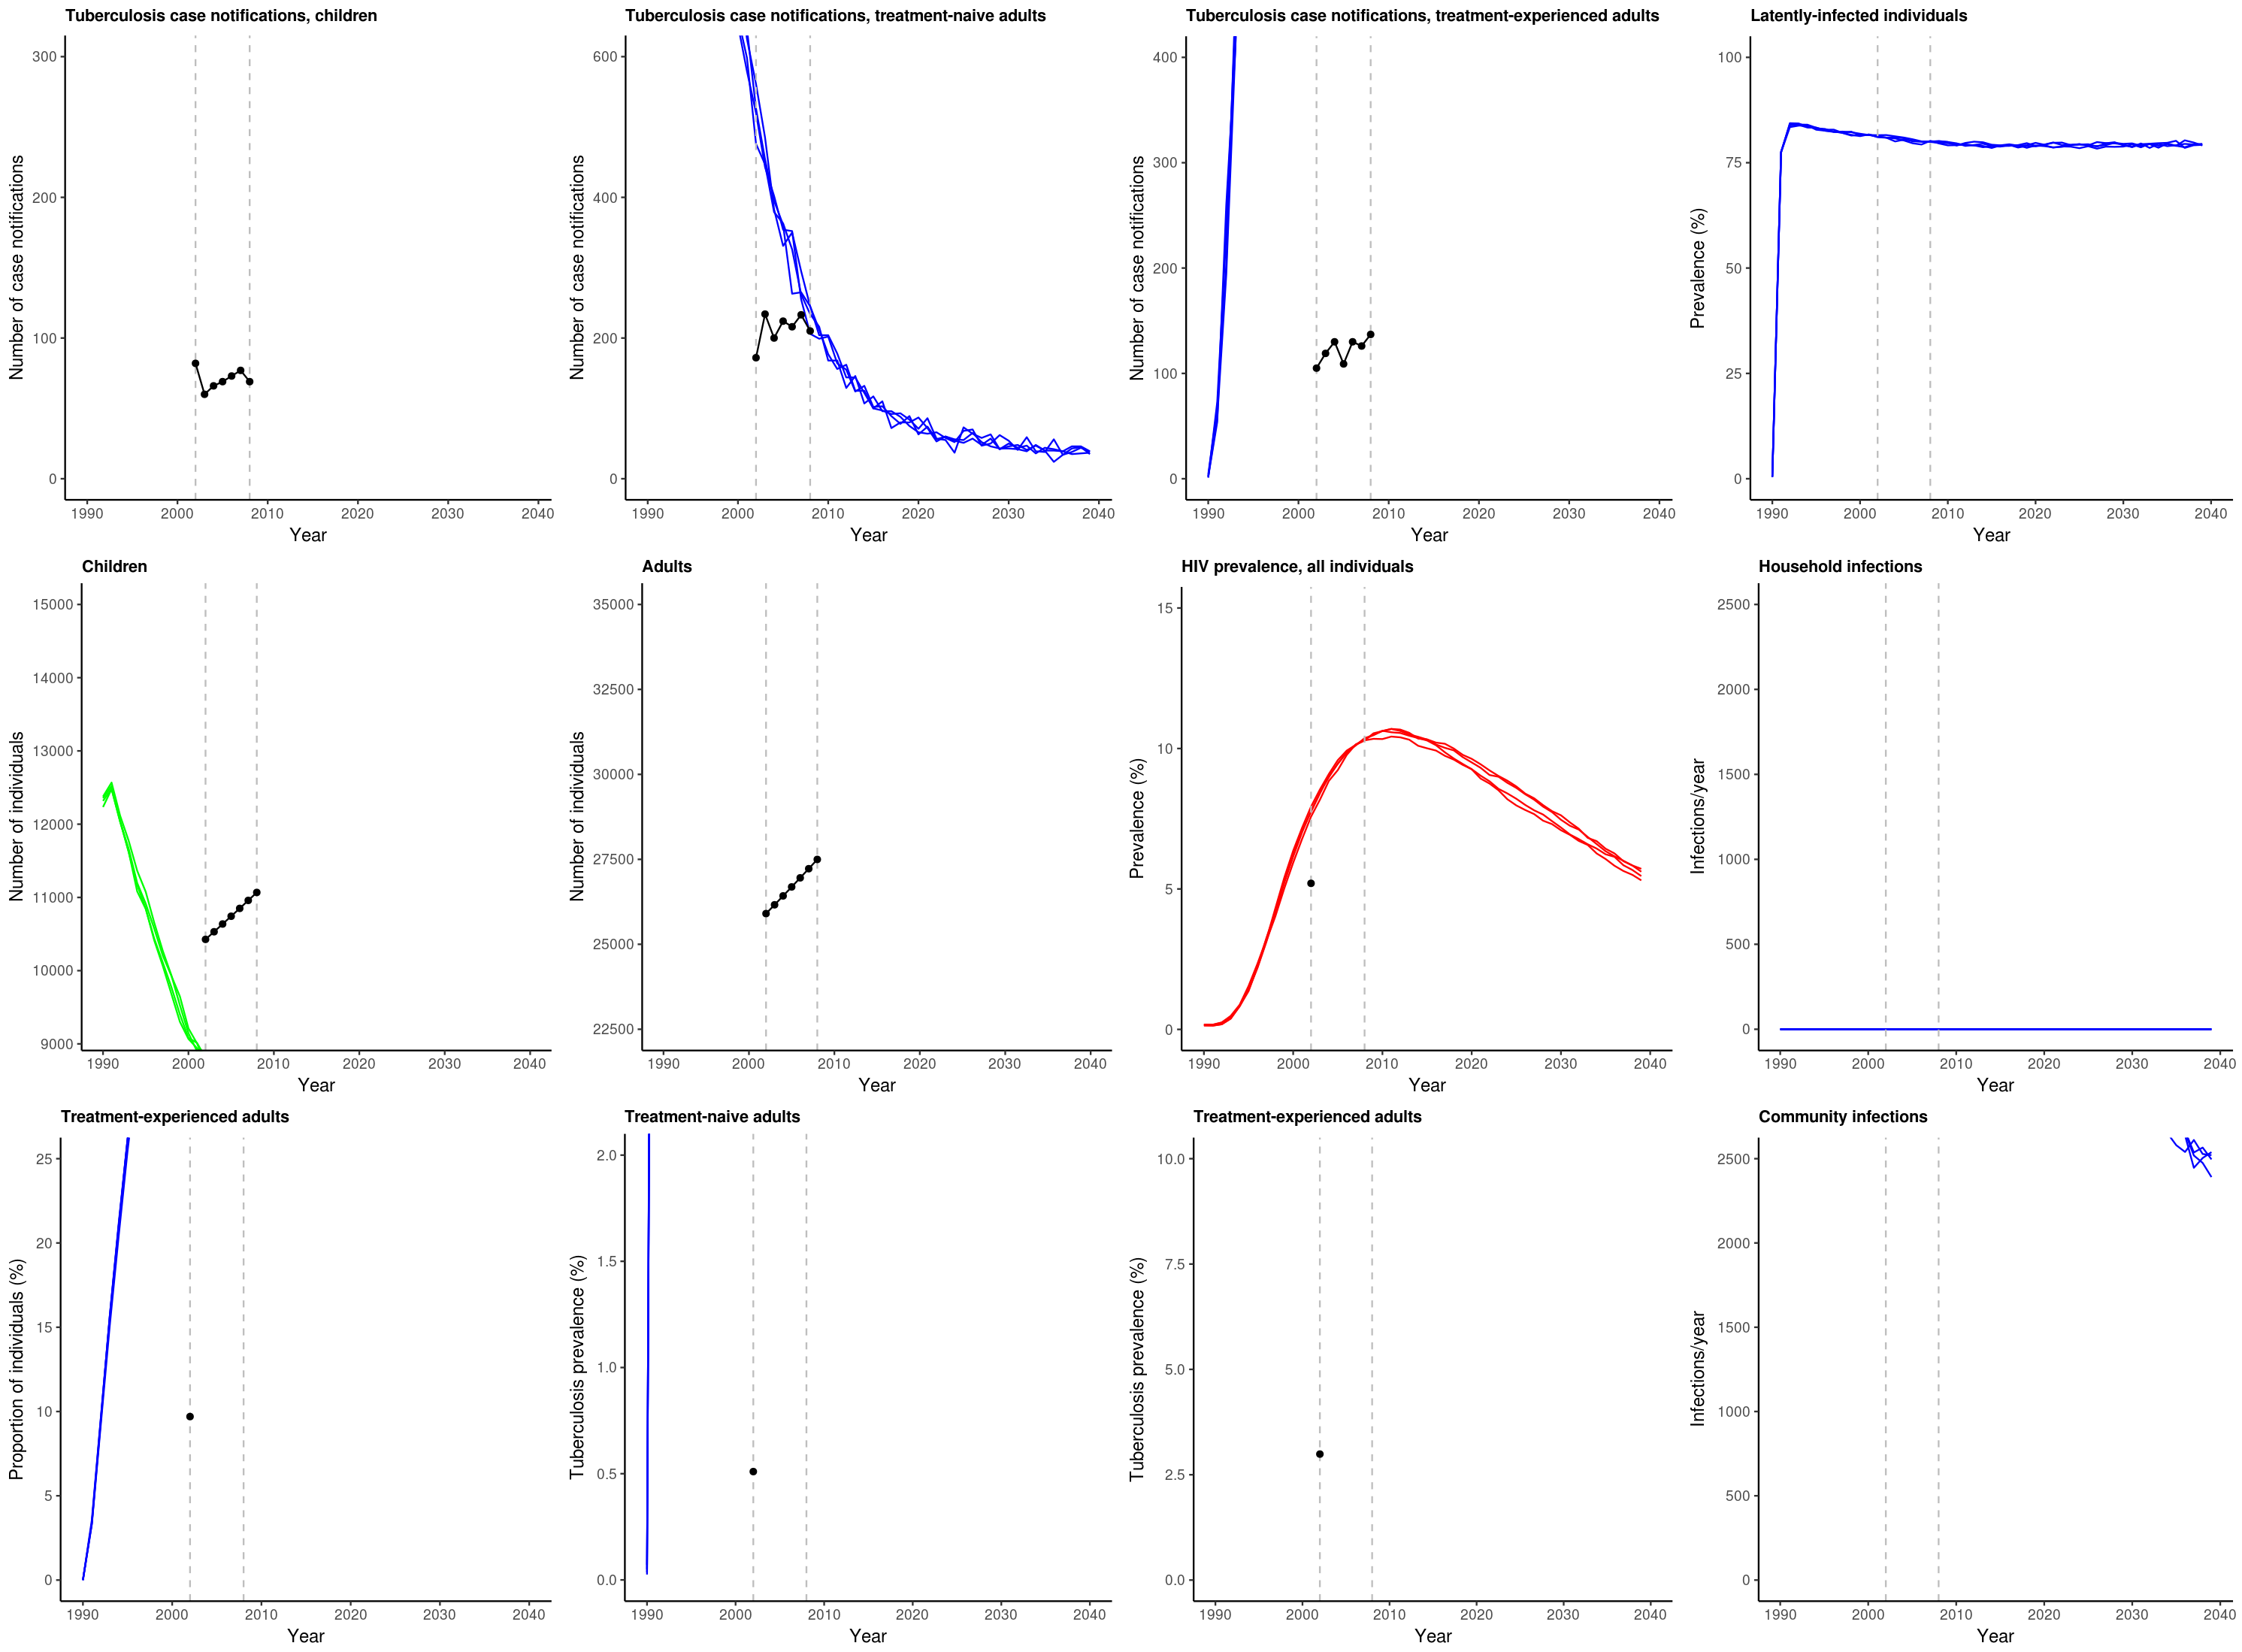 Tuberculosis case notifications, children
Number of case notifications
300
200
100
0
1990 2000 2010 2020 2030 2040
Year
Tuberculosis case notifications, treatment-naive adults
Number of case notifications
600
400
200
0
1990 2000 2010 2020 2030 2040
Year
Tuberculosis case notifications, treatment-experienced adults
Number of case notifications
400
300
200
100
0
1990 2000 2010 2020 2030 2040
Year
Latently-infected individuals
Prevalence (%)
100
75
50
25
0
1990 2000 2010 2020 2030 2040
Year
Children
Number of individuals
15000
14000
13000
12000
11000
10000
9000
1990 2000 2010 2020 2030 2040
Year
Adults
Number of individuals
35000
32500
30000
27500
25000
22500
1990 2000 2010 2020 2030 2040
Year
HIV prevalence, all individuals
Prevalence (%)
15
10
5
0
1990 2000 2010 2020 2030 2040
Year
Household infections
Infections/year
2500
2000
1500
1000
500
0
1990 2000 2010 2020 2030 2040
Year
Treatment-experienced adults
Proportion of individuals (%)
25
20
15
10
5
0
1990 2000 2010 2020 2030 2040
Year
Treatment-naive adults
Tuberculosis prevalence (%)
2.0
1.5
1.0
0.5
0.0
1990 2000 2010 2020 2030 2040
Year
Treatment-experienced adults
Tuberculosis prevalence (%)
10.0
7.5
5.0
2.5
0.0
1990 2000 2010 2020 2030 2040
Year
Community infections
Infections/year
2500
2000
1500
1000
500
0
1990 2000 2010 2020 2030 2040
Year